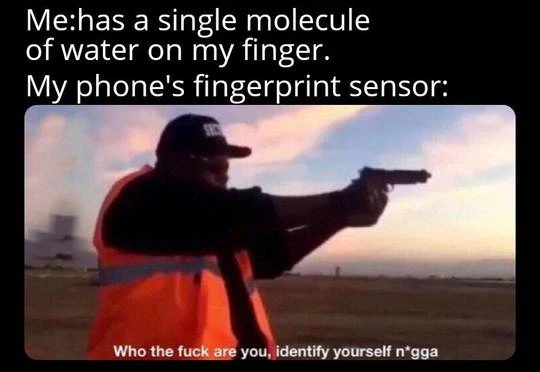 Me:has a single molecule
of water on my finger.
My phone's fingerprint sensor:
Who the fuck are you, identify yourself n*gga